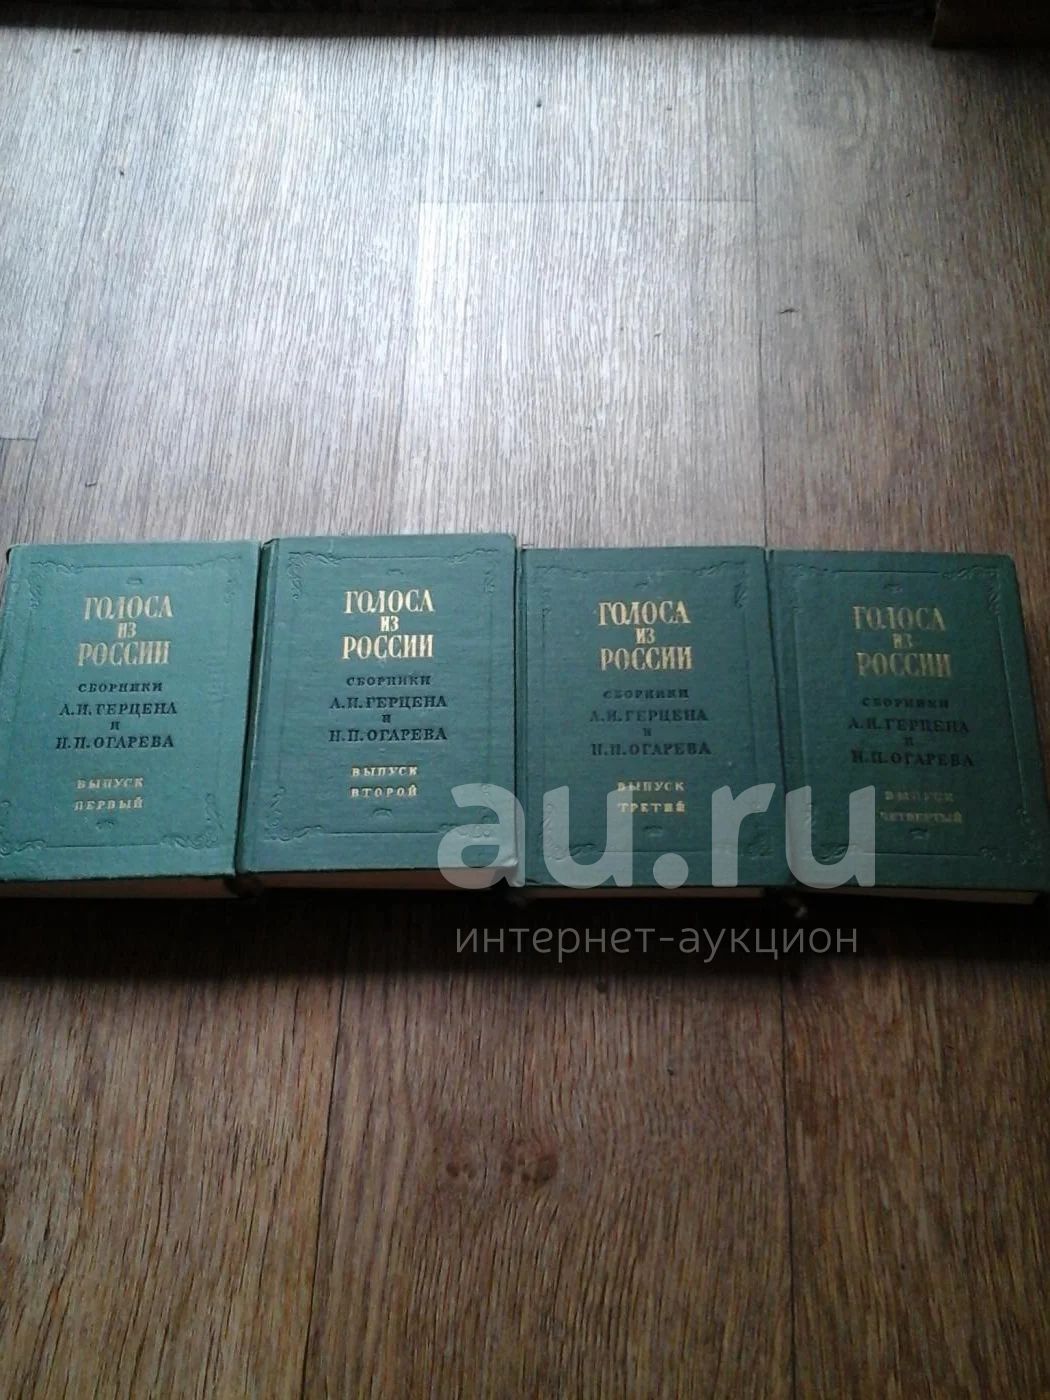 ГОЛОСА
ИЗ
РОССИИ
СБОРНИКИ
А.И.ГЕРЦЕНА
И
Н.П.ОГАРЕВА
ВЫПУСК
ПЕРВЫЙ
ГОЛОСА
ИЗ
РОССИИ
СБОРНИКИ
А.И.ГЕРЦЕНА
И
Н.П.ОГАРЕВА
ВЫПУСК
ВТОРОЙ
ГОЛОСА
ИЗ
РОССИИ
СБОРНИКИ
А.И.ГЕРЦЕНА
И
Н.П.ОГАРЕВА
ВЫПУСК
ТРЕТИЙ
ГОЛОСА
ИЗ
РОССИИ
СБОРНИКИ
А.И.ГЕРЦЕНА
И
Н.П.ОГАРЕВА
ВЫПУСК
ЧЕТВЕРТЫЙ
au.ru
интернет-аукцион